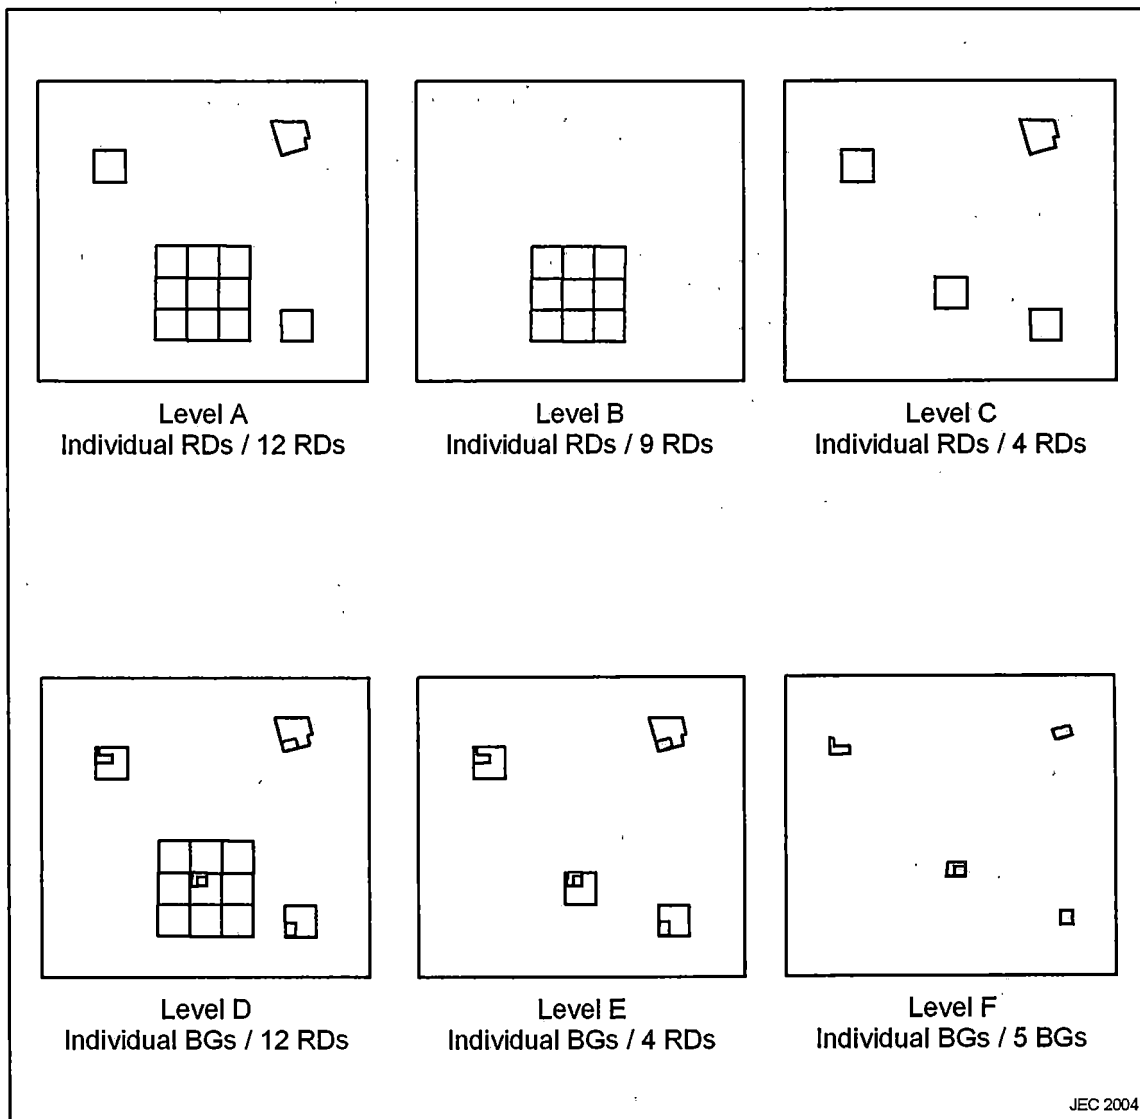 Level A
Individual RDs / 12 RDs
Level B
Individual RDs / 9 RDs
Level C
Individual RDs / 4 RDs
Level D
Individual BGs / 12 RDs
Level E
Individual BGs / 4 RDs
Level F
Individual BGs / 5 BGs
JEC 2004